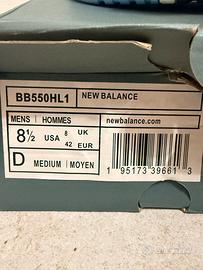 BB550HL1 NEW BALANCE
MENS HOMMES newbalance.com
8½ USA 8 UK
42 EUR
D MEDIUM MOYEN
1 95173 39661 3